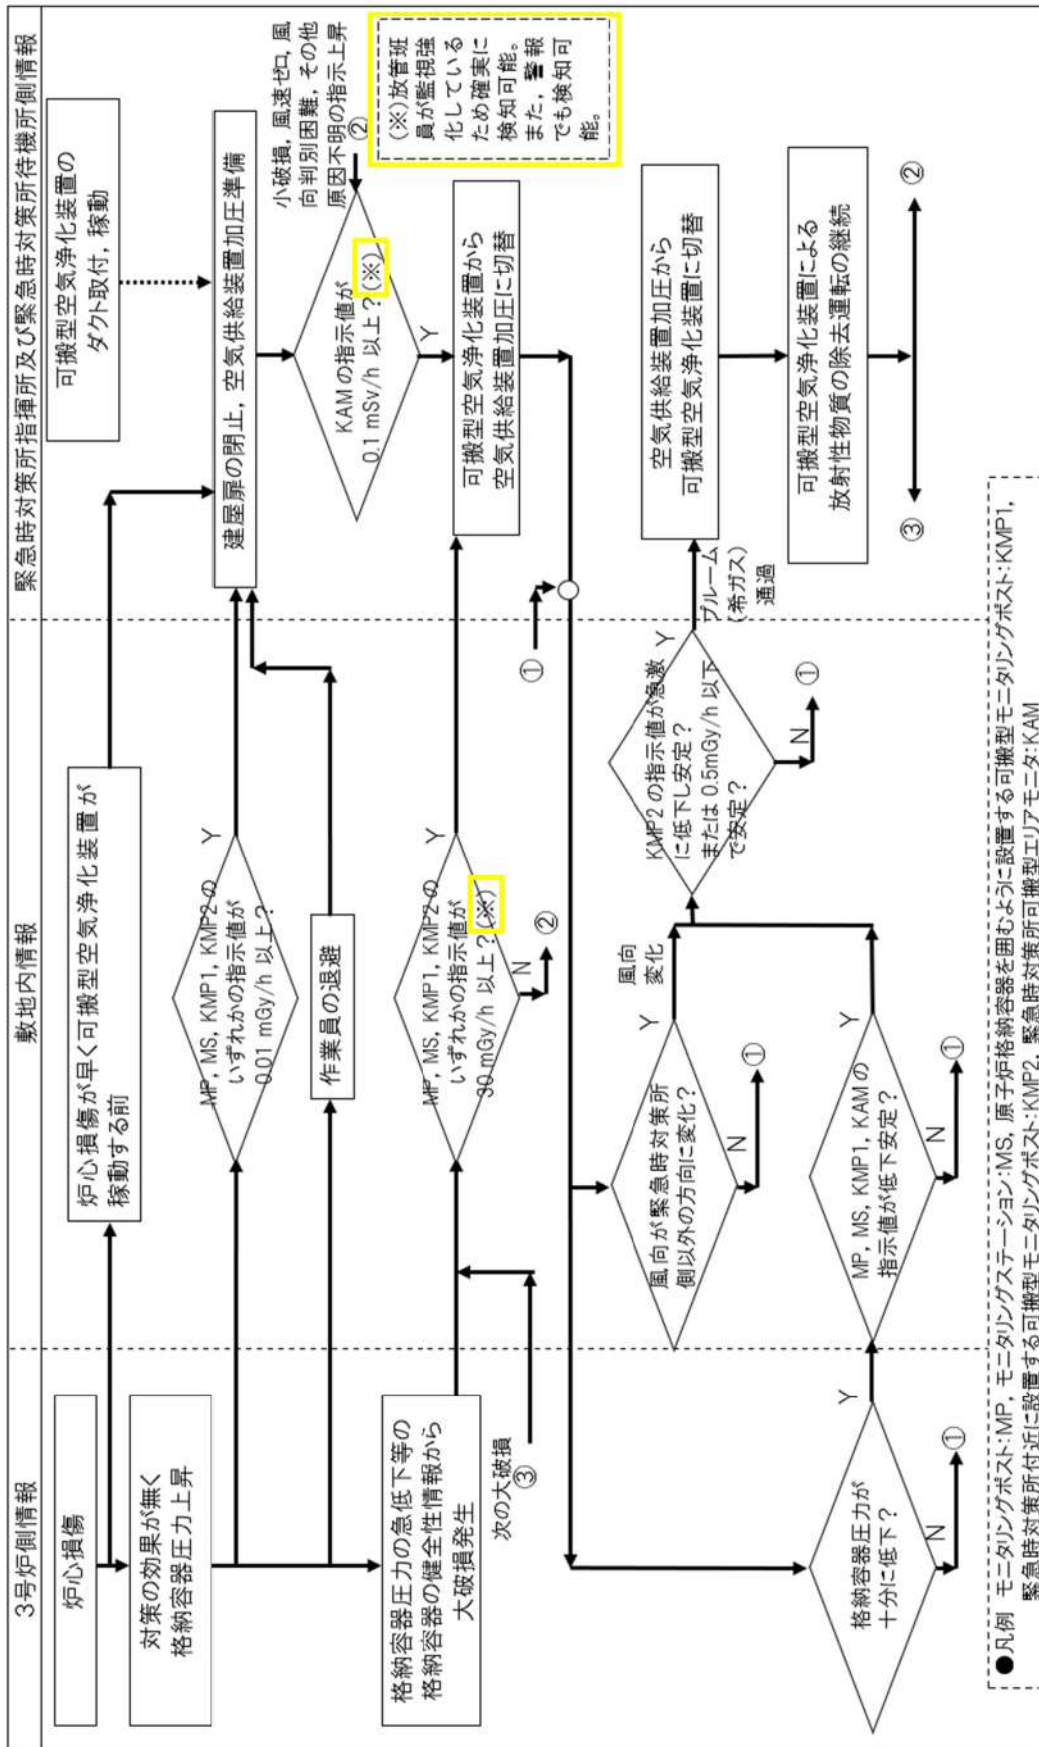 3号炉側情報
敷地内情報
緊急時対策所指揮所及び緊急時対策所待機所側情報
炉心損傷
炉心損傷が早く可搬型空気浄化装置が
稼動する前
可搬型空気浄化装置の
ダクト取付，稼動
対策の効果が無く
格納容器圧力上昇
MP，MS，KMP1，KMP2の
いずれかの指示値が
0.01 mGy/h 以上？
Y
建屋扉の閉止，空気供給装置加圧準備
作業員の退避
KAMの指示値が
0.1 mSv/h 以上？(※)
Y
小破損，風速ゼロ，風
向判別困難，その他
原因不明の指示上昇
②
(※)放管班
員が監視強
化している
ため確実に
検知可能。
また，警報
でも検知可
能。
格納容器圧力の急低下等の
格納容器の健全性情報から
大破損発生
MP，MS，KMP1，KMP2の
いずれかの指示値が
30 mGy/h 以上？(※)
Y
N
②
可搬型空気浄化装置から
空気供給装置加圧に切替
次の大破損
③
①
風向が緊急時対策所
側以外の方向に変化？
Y
N
①
風向
変化
KMP2の指示値が急激
に低下し安定？
または 0.5mGy/h 以下
で安定？
Y
N
①
プルーム
(希ガス)
通過
空気供給装置加圧から
可搬型空気浄化装置に切替
格納容器圧力が
十分に低下？
Y
N
①
MP，MS，KMP1，KAMの
指示値が低下安定？
Y
N
①
可搬型空気浄化装置による
放射性物質の除去運転の継続
③
②
●凡例 モニタリングポスト：MP，モニタリングステーション：MS，原子炉格納容器を囲むように設置する可搬型モニタリングポスト：KMP1，
緊急時対策所付近に設置する可搬型モニタリングポスト：KMP2，緊急時対策所可搬型エリアモニタ：KAM